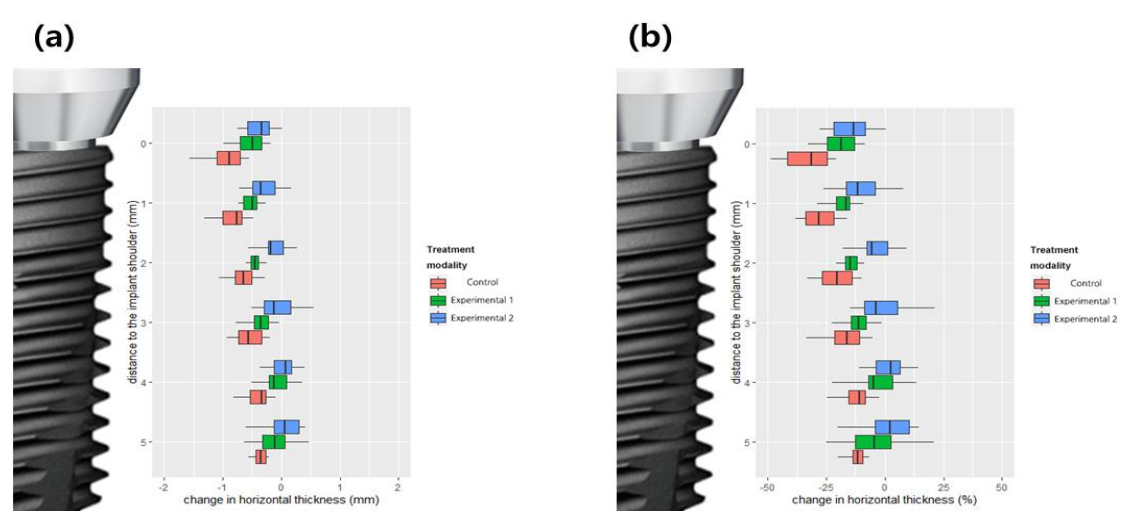 (a)
distance to the implant shoulder (mm)
0
1
2
3
4
5
-2
-1
0
1
2
change in horizontal thickness (mm)
Treatment
modality
Control
Experimental 1
Experimental 2
(b)
distance to the implant shoulder (mm)
0
1
2
3
4
5
-50
-25
0
25
50
change in horizontal thickness (%)
Treatment
modality
Control
Experimental 1
Experimental 2